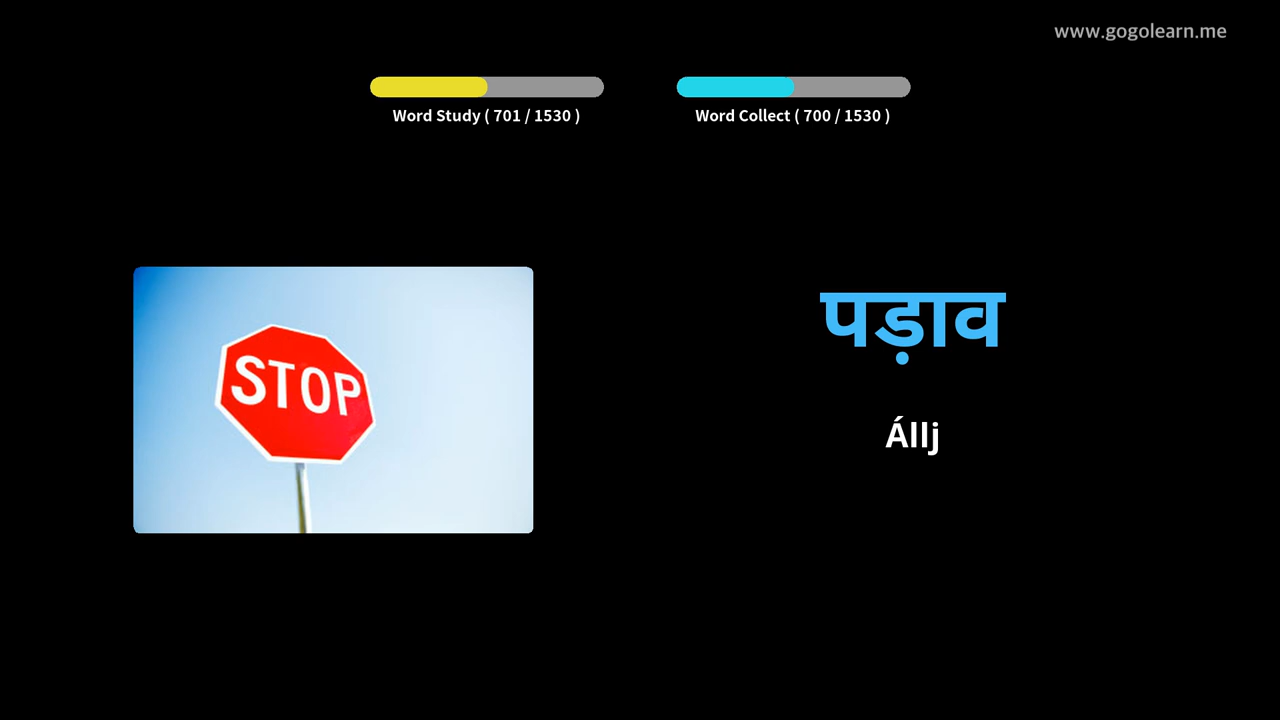 www.gogolearn.me
Word Study ( 701 / 1530 )
Word Collect ( 700 / 1530 )
STOP
पड़ाव
Állj